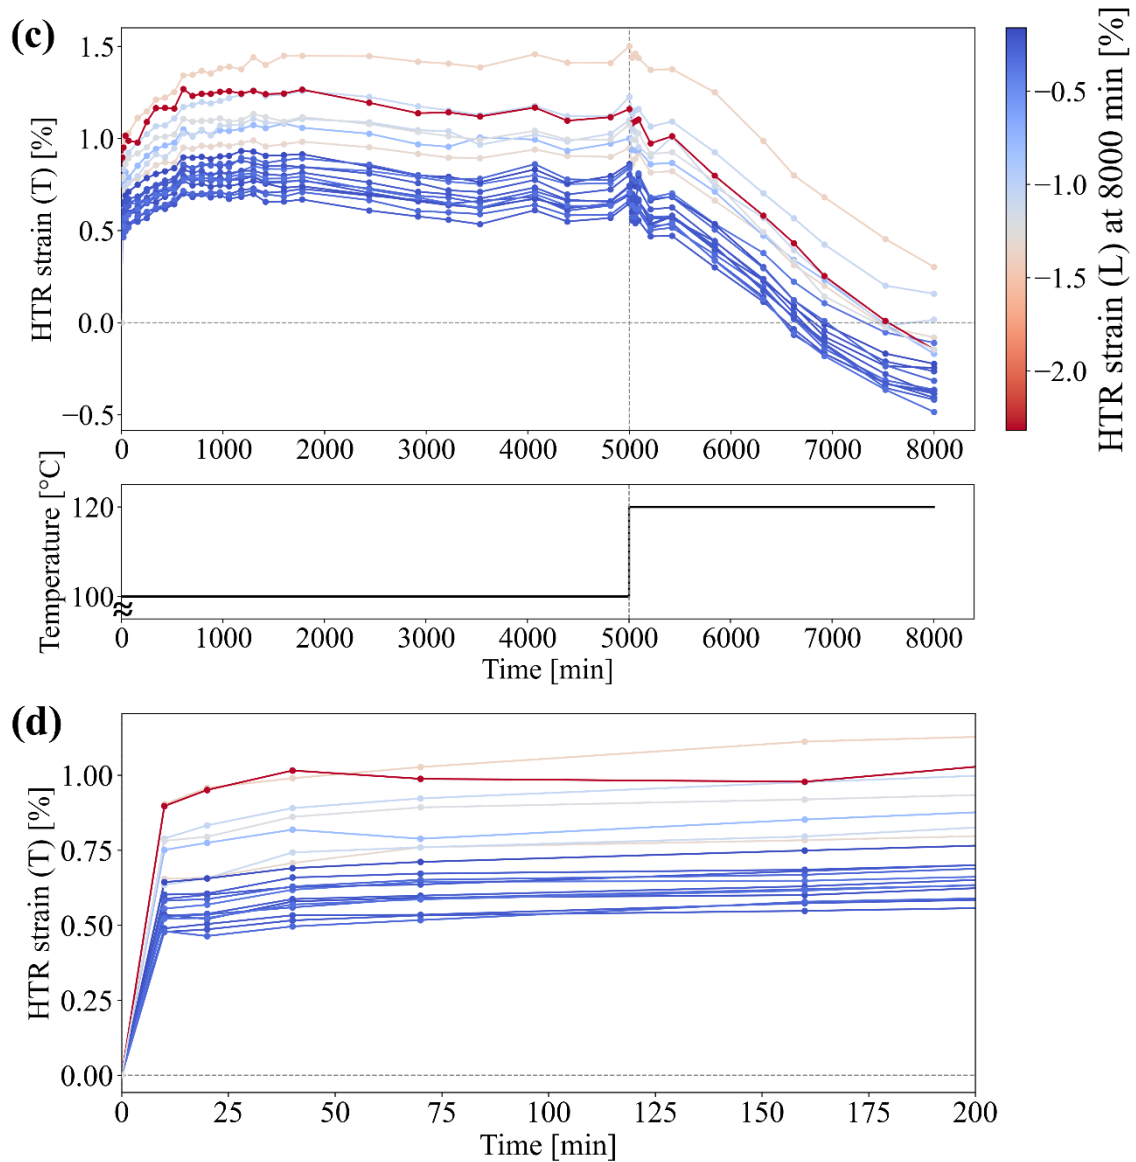 (c)
HTR strain (T) [%]
1.5
1.0
0.5
0.0
−0.5
0 1000 2000 3000 4000 5000 6000 7000 8000
−0.5
−1.0
−1.5
−2.0
HTR strain (L) at 8000 min [%]
Temperature [°C]
120
100
0 1000 2000 3000 4000 5000 6000 7000 8000
Time [min]
(d)
HTR strain (T) [%]
1.00
0.75
0.50
0.25
0.00
0 25 50 75 100 125 150 175 200
Time [min]